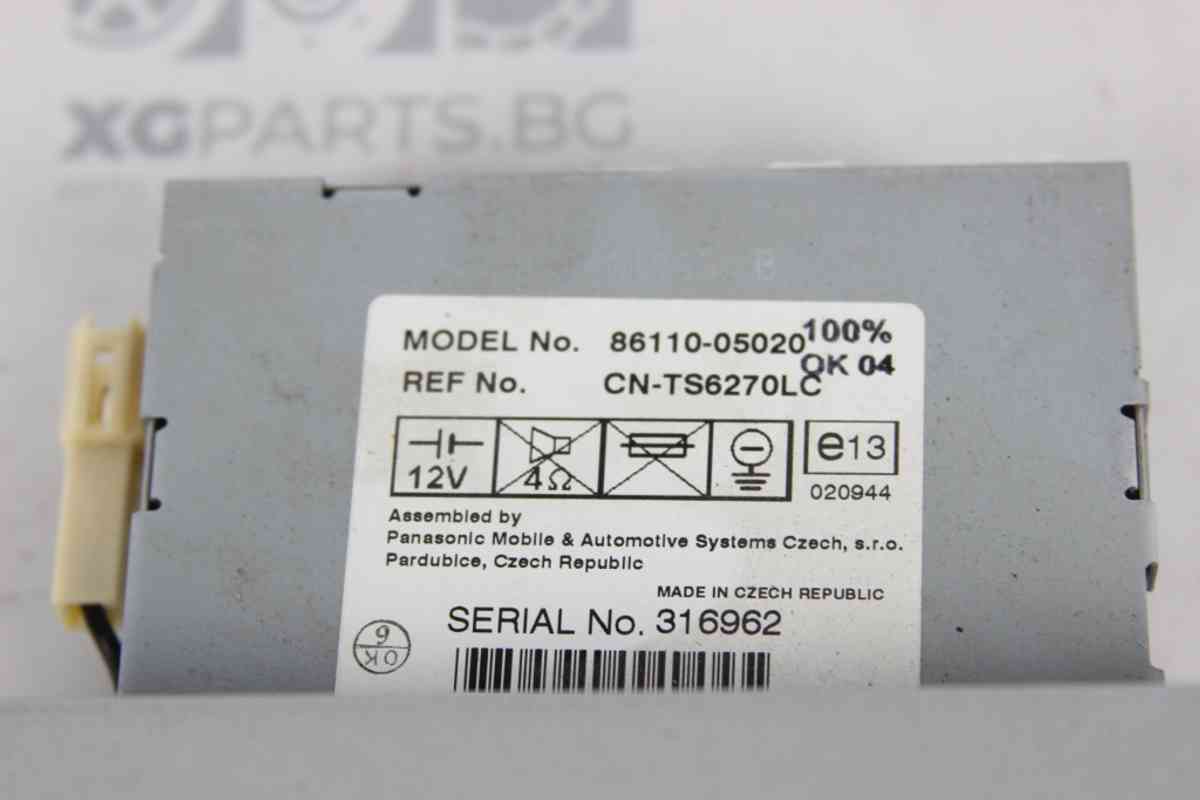 XGPARTS.BG
MODEL No. 86110-05020
100%
OK 04
REF No. CN-TS6270LC
12V
4Ω
e13
020944
Assembled by
Panasonic Mobile & Automotive Systems Czech, s.r.o.
Pardubice, Czech Republic
MADE IN CZECH REPUBLIC
SERIAL No. 316962
6
OK